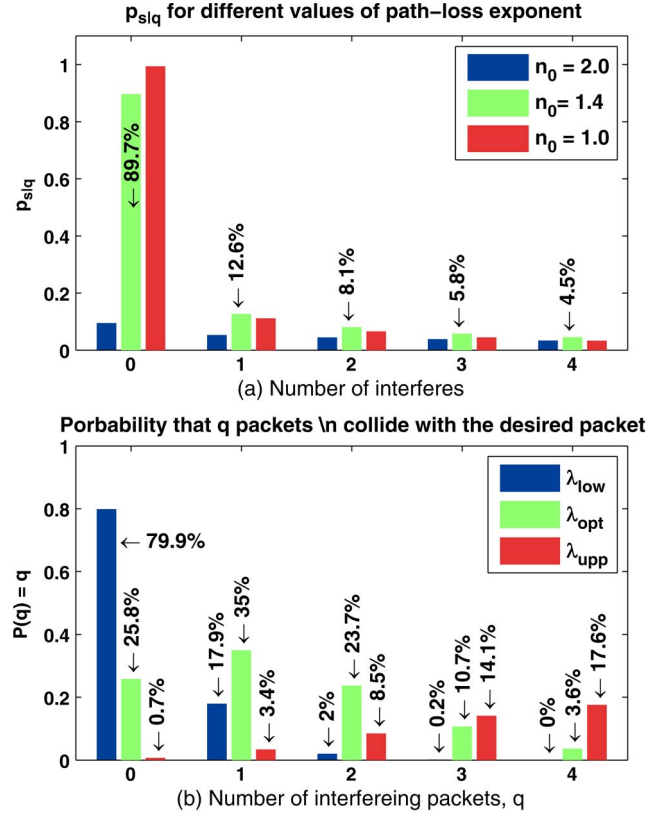 p_s|q for different values of path-loss exponent
1
0.8
0.6
0.4
0.2
0
p_s|q
n_0 = 2.0
n_0= 1.4
n_0 = 1.0
← 89.7%
← 12.6%
← 8.1%
← 5.8%
← 4.5%
0 1 2 3 4
(a) Number of interferes
Porbability that q packets \n collide with the desired packet
1
0.8
0.6
0.4
0.2
0
P(q) = q
λ_low
λ_opt
λ_upp
← 79.9%
← 25.8%
← 0.7%
← 17.9%
← 35%
← 3.4%
← 2%
← 23.7%
← 8.5%
← 0.2%
← 10.7%
← 14.1%
← 0%
← 3.6%
← 17.6%
0 1 2 3 4
(b) Number of interfereing packets, q